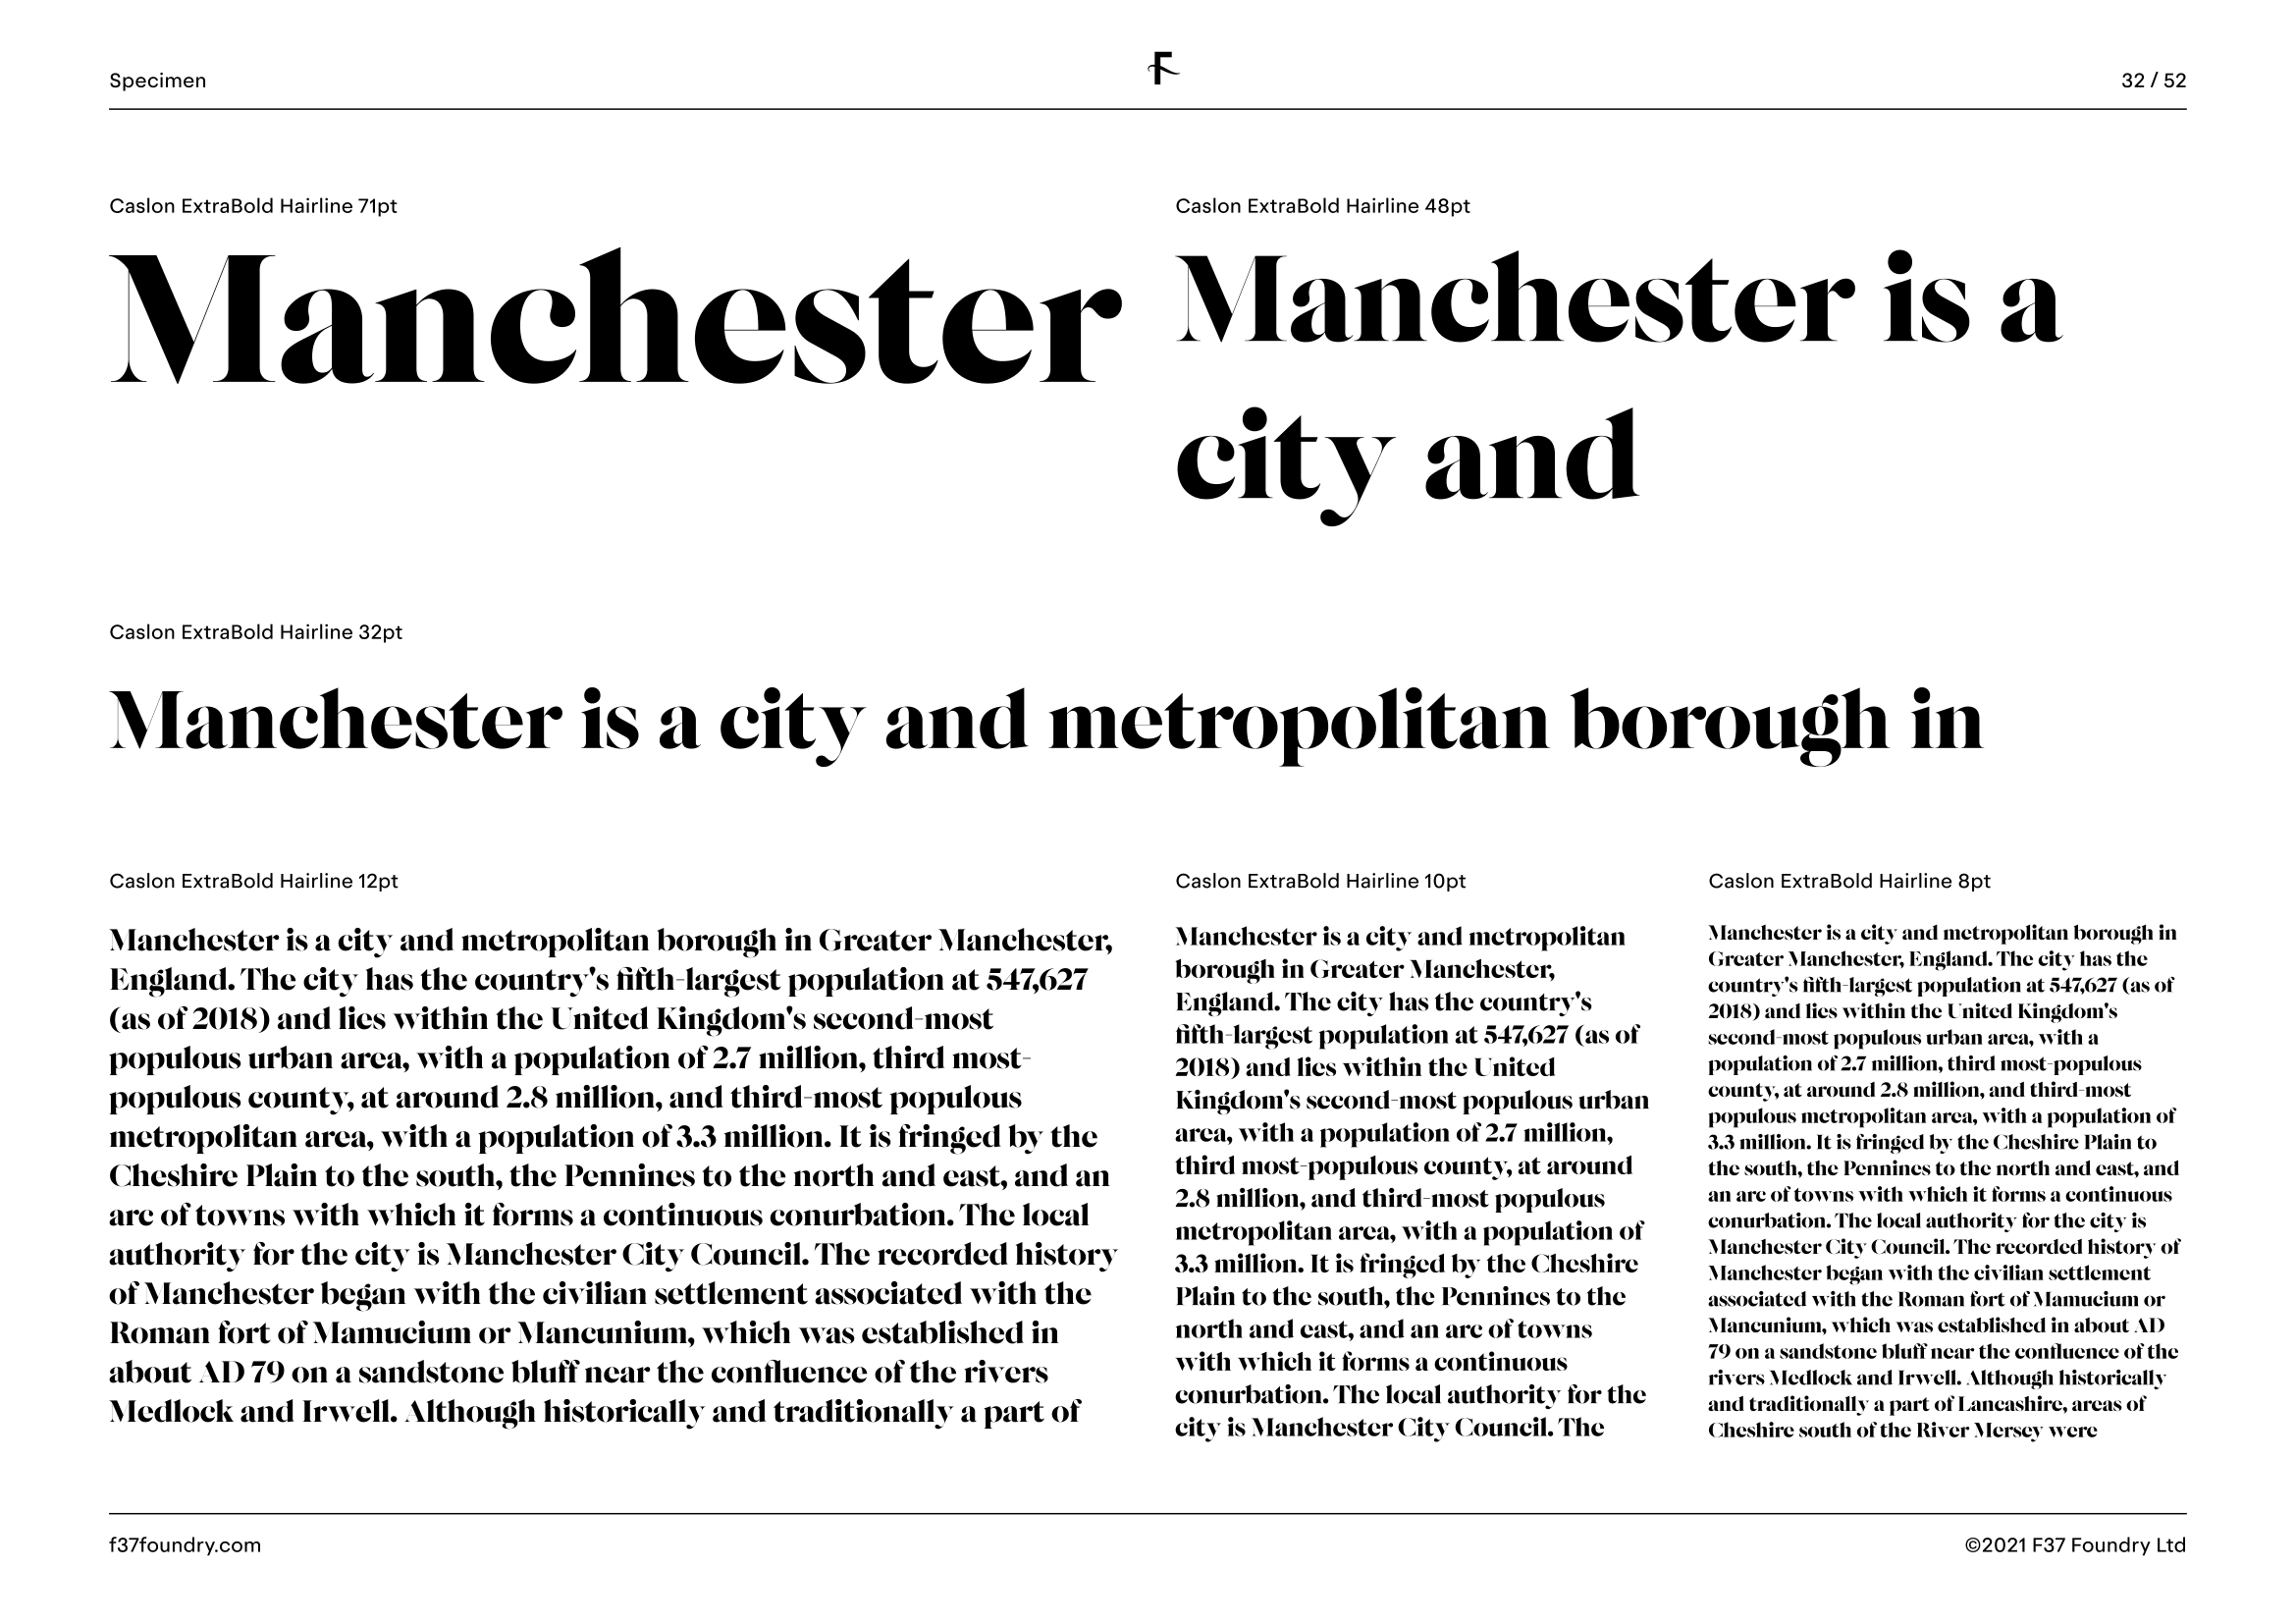 Specimen
F
32 / 52
Caslon ExtraBold Hairline 71pt
Manchester
Caslon ExtraBold Hairline 48pt
Manchester is a
city and
Caslon ExtraBold Hairline 32pt
Manchester is a city and metropolitan borough in
Caslon ExtraBold Hairline 12pt
Manchester is a city and metropolitan borough in Greater Manchester,
England. The city has the country's fifth-largest population at 547,627
(as of 2018) and lies within the United Kingdom's second-most
populous urban area, with a population of 2.7 million, third most-
populous county, at around 2.8 million, and third-most populous
metropolitan area, with a population of 3.3 million. It is fringed by the
Cheshire Plain to the south, the Pennines to the north and east, and an
arc of towns with which it forms a continuous conurbation. The local
authority for the city is Manchester City Council. The recorded history
of Manchester began with the civilian settlement associated with the
Roman fort of Mamucium or Mancunium, which was established in
about AD 79 on a sandstone bluff near the confluence of the rivers
Medlock and Irwell. Although historically and traditionally a part of
Caslon ExtraBold Hairline 10pt
Manchester is a city and metropolitan
borough in Greater Manchester,
England. The city has the country's
fifth-largest population at 547,627 (as of
2018) and lies within the United
Kingdom's second-most populous urban
area, with a population of 2.7 million,
third most-populous county, at around
2.8 million, and third-most populous
metropolitan area, with a population of
3.3 million. It is fringed by the Cheshire
Plain to the south, the Pennines to the
north and east, and an arc of towns
with which it forms a continuous
conurbation. The local authority for the
city is Manchester City Council. The
Caslon ExtraBold Hairline 8pt
Manchester is a city and metropolitan borough in
Greater Manchester, England. The city has the
country's fifth-largest population at 547,627 (as of
2018) and lies within the United Kingdom's
second-most populous urban area, with a
population of 2.7 million, third most-populous
county, at around 2.8 million, and third-most
populous metropolitan area, with a population of
3.3 million. It is fringed by the Cheshire Plain to
the south, the Pennines to the north and east, and
an arc of towns with which it forms a continuous
conurbation. The local authority for the city is
Manchester City Council. The recorded history of
Manchester began with the civilian settlement
associated with the Roman fort of Mamucium or
Mancunium, which was established in about AD
79 on a sandstone bluff near the confluence of the
rivers Medlock and Irwell. Although historically
and traditionally a part of Lancashire, areas of
Cheshire south of the River Mersey were
f37foundry.com
©2021 F37 Foundry Ltd